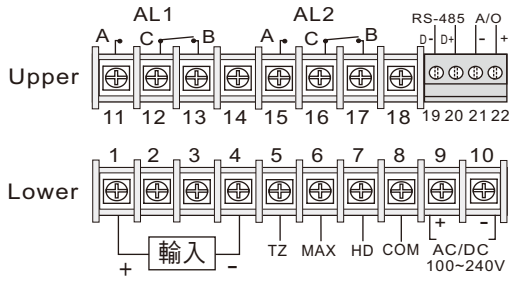 AL1 AL2 RS-485 A/O
A C B A C B D- D+ - +
Upper
11 12 13 14 15 16 17 18 19 20 21 22
1 2 3 4 5 6 7 8 9 10
Lower
+ 輸入 - TZ MAX HD COM + -
AC/DC
100~240V